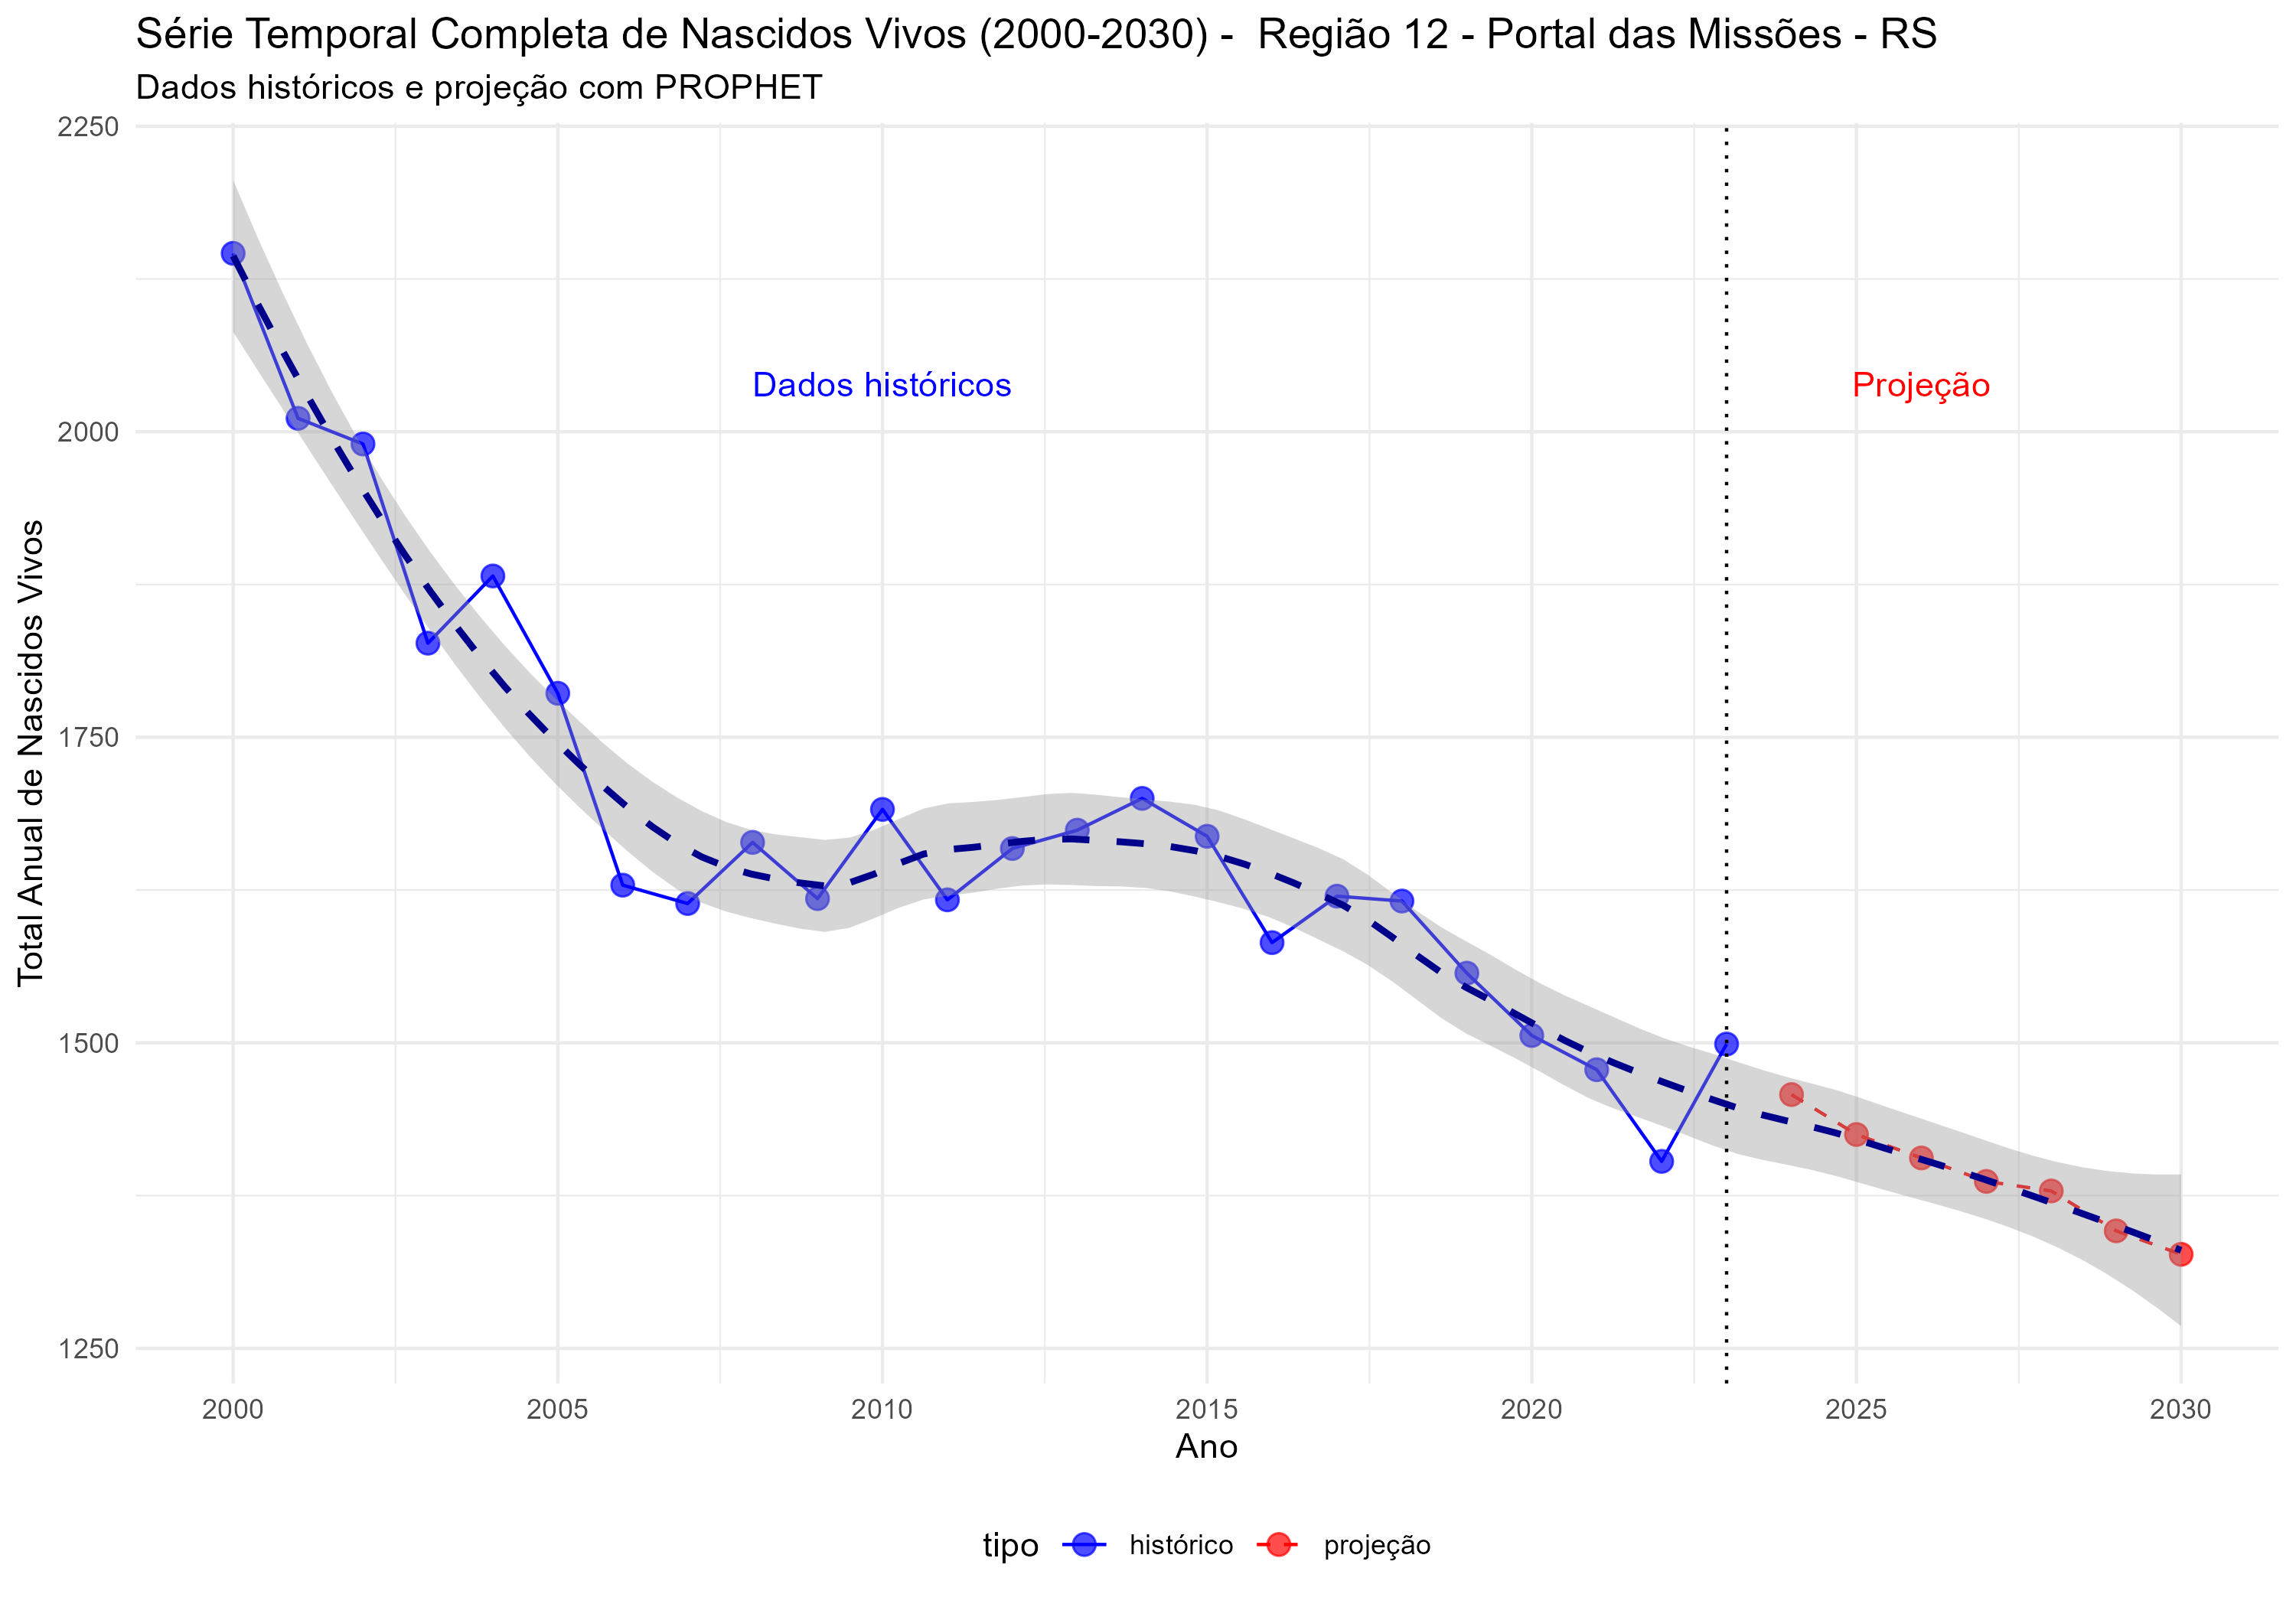 Série Temporal Completa de Nascidos Vivos (2000-2030) -  Região 12 - Portal das Missões - RS
Dados históricos e projeção com PROPHET
Total Anual de Nascidos Vivos
2250
2000
1750
1500
1250
Dados históricos
Projeção
2000
2005
2010
2015
2020
2025
2030
Ano
tipo
histórico
projeção